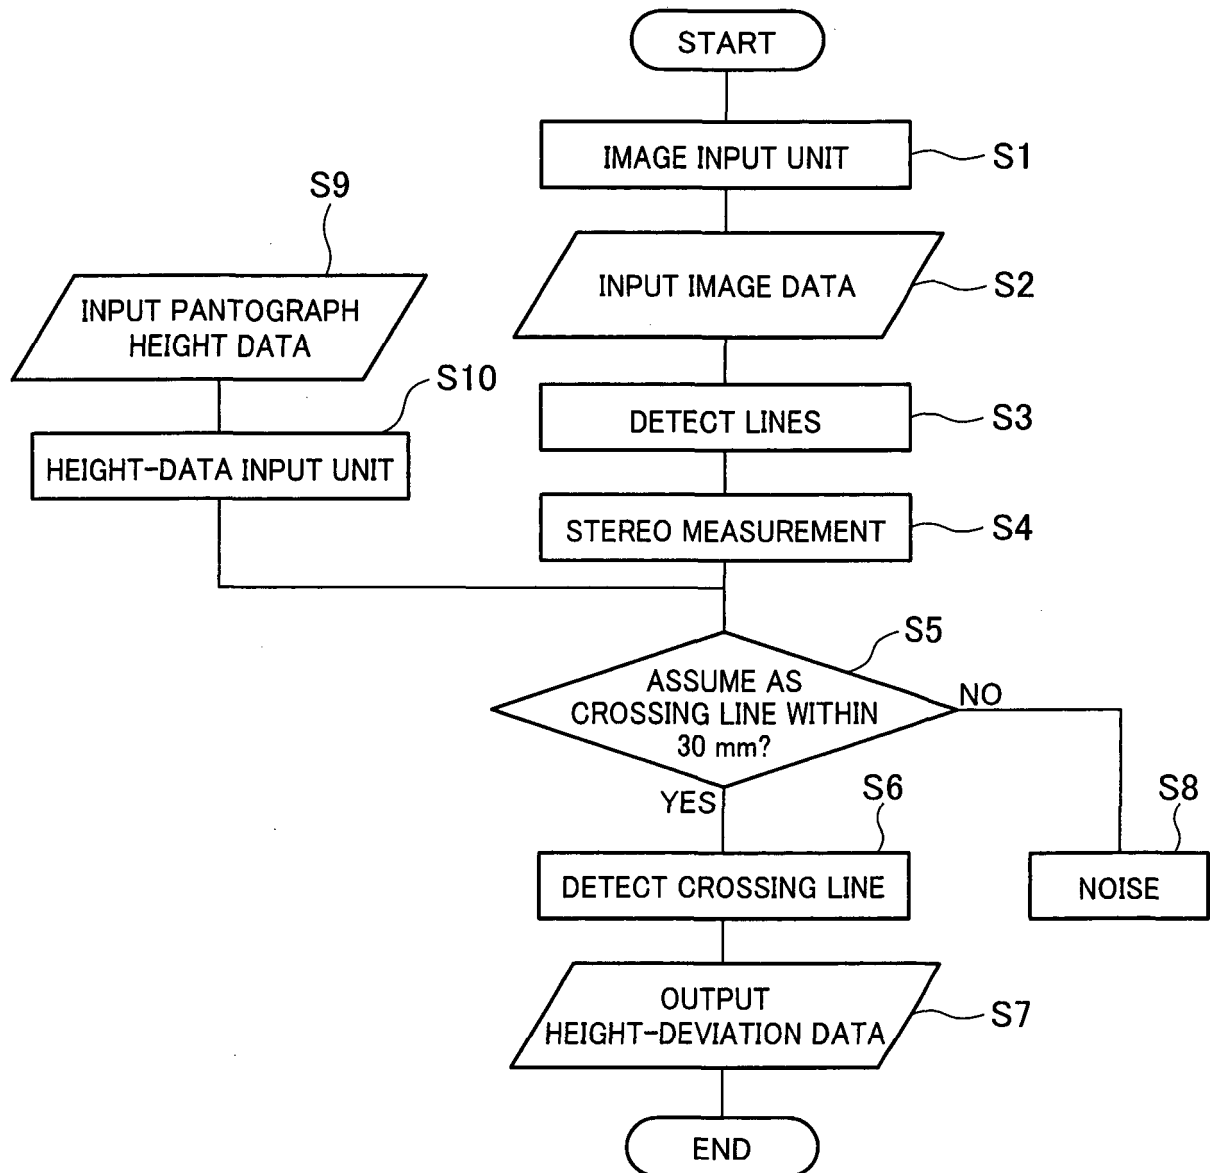 START
IMAGE INPUT UNIT
S1
S9
INPUT IMAGE DATA
S2
INPUT PANTOGRAPH
HEIGHT DATA
S10
HEIGHT-DATA INPUT UNIT
DETECT LINES
S3
STEREO MEASUREMENT
S4
S5
ASSUME AS
CROSSING LINE WITHIN
30 mm?
NO
YES
S6
S8
DETECT CROSSING LINE
NOISE
OUTPUT
HEIGHT-DEVIATION DATA
S7
END